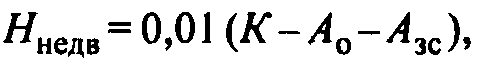 Hнедв = 0,01 (K – Aо – Aзс),